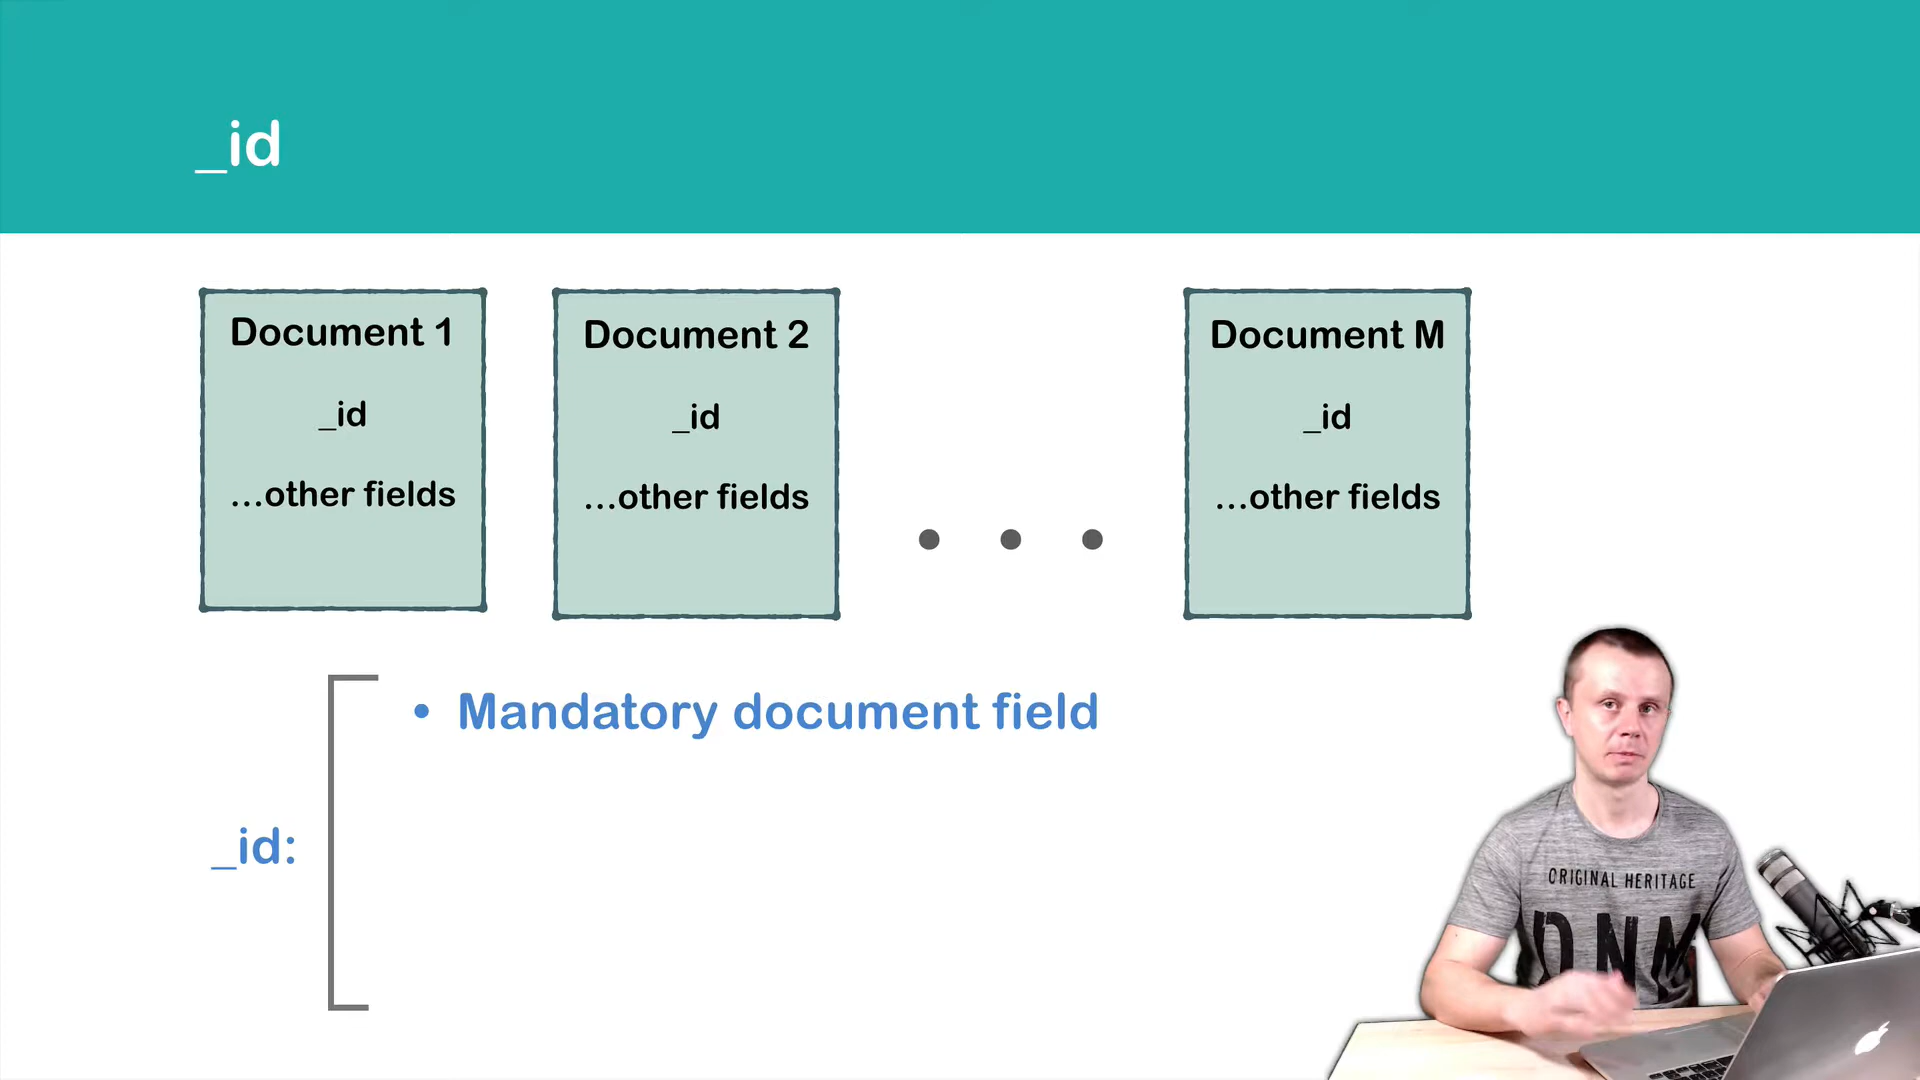 _id
Document 1
_id
...other fields
Document 2
_id
...other fields
Document M
_id
...other fields
_id:
• Mandatory document field
ORIGINAL HERITAGE
DNM